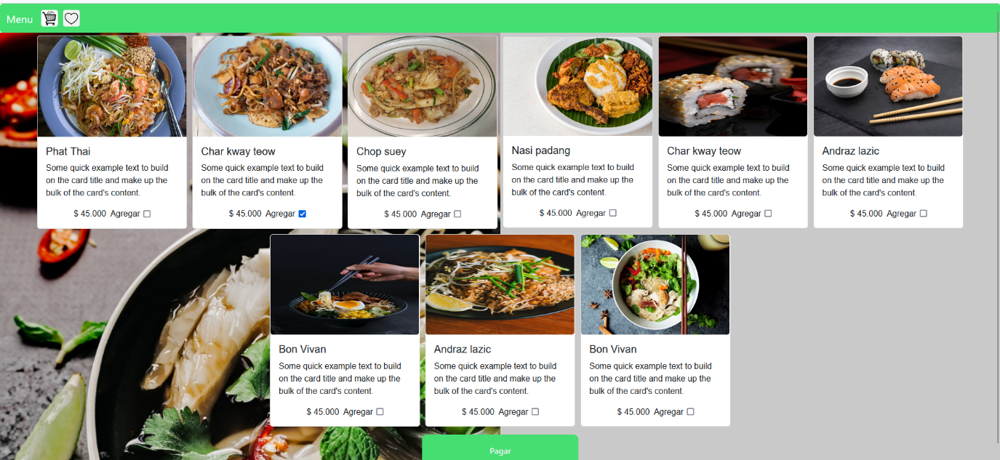 Menu
Phat Thai
Some quick example text to build
on the card title and make up the
bulk of the card's content.
$ 45.000 Agregar
Char kway teow
Some quick example text to build
on the card title and make up the
bulk of the card's content.
$ 45.000 Agregar
Chop suey
Some quick example text to build
on the card title and make up the
bulk of the card's content.
$ 45.000 Agregar
Nasi padang
Some quick example text to build
on the card title and make up the
bulk of the card's content.
$ 45.000 Agregar
Char kway teow
Some quick example text to build
on the card title and make up the
bulk of the card's content.
$ 45.000 Agregar
Andraz lazic
Some quick example text to build
on the card title and make up the
bulk of the card's content.
$ 45.000 Agregar
Bon Vivan
Some quick example text to build
on the card title and make up the
bulk of the card's content.
$ 45.000 Agregar
Andraz lazic
Some quick example text to build
on the card title and make up the
bulk of the card's content.
$ 45.000 Agregar
Bon Vivan
Some quick example text to build
on the card title and make up the
bulk of the card's content.
$ 45.000 Agregar
Pagar